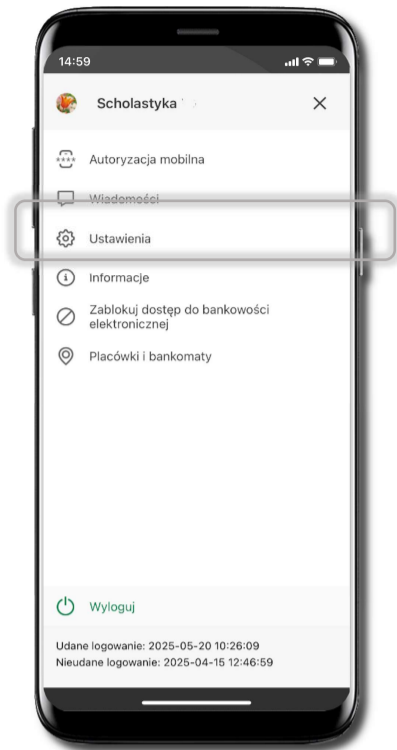 14:59
Scholastyka
Autoryzacja mobilna
Wiadomości
Ustawienia
Informacje
Zablokuj dostęp do bankowości
elektronicznej
Placówki i bankomaty
Wyloguj
Udane logowanie: 2025-05-20 10:26:09
Nieudane logowanie: 2025-04-15 12:46:59